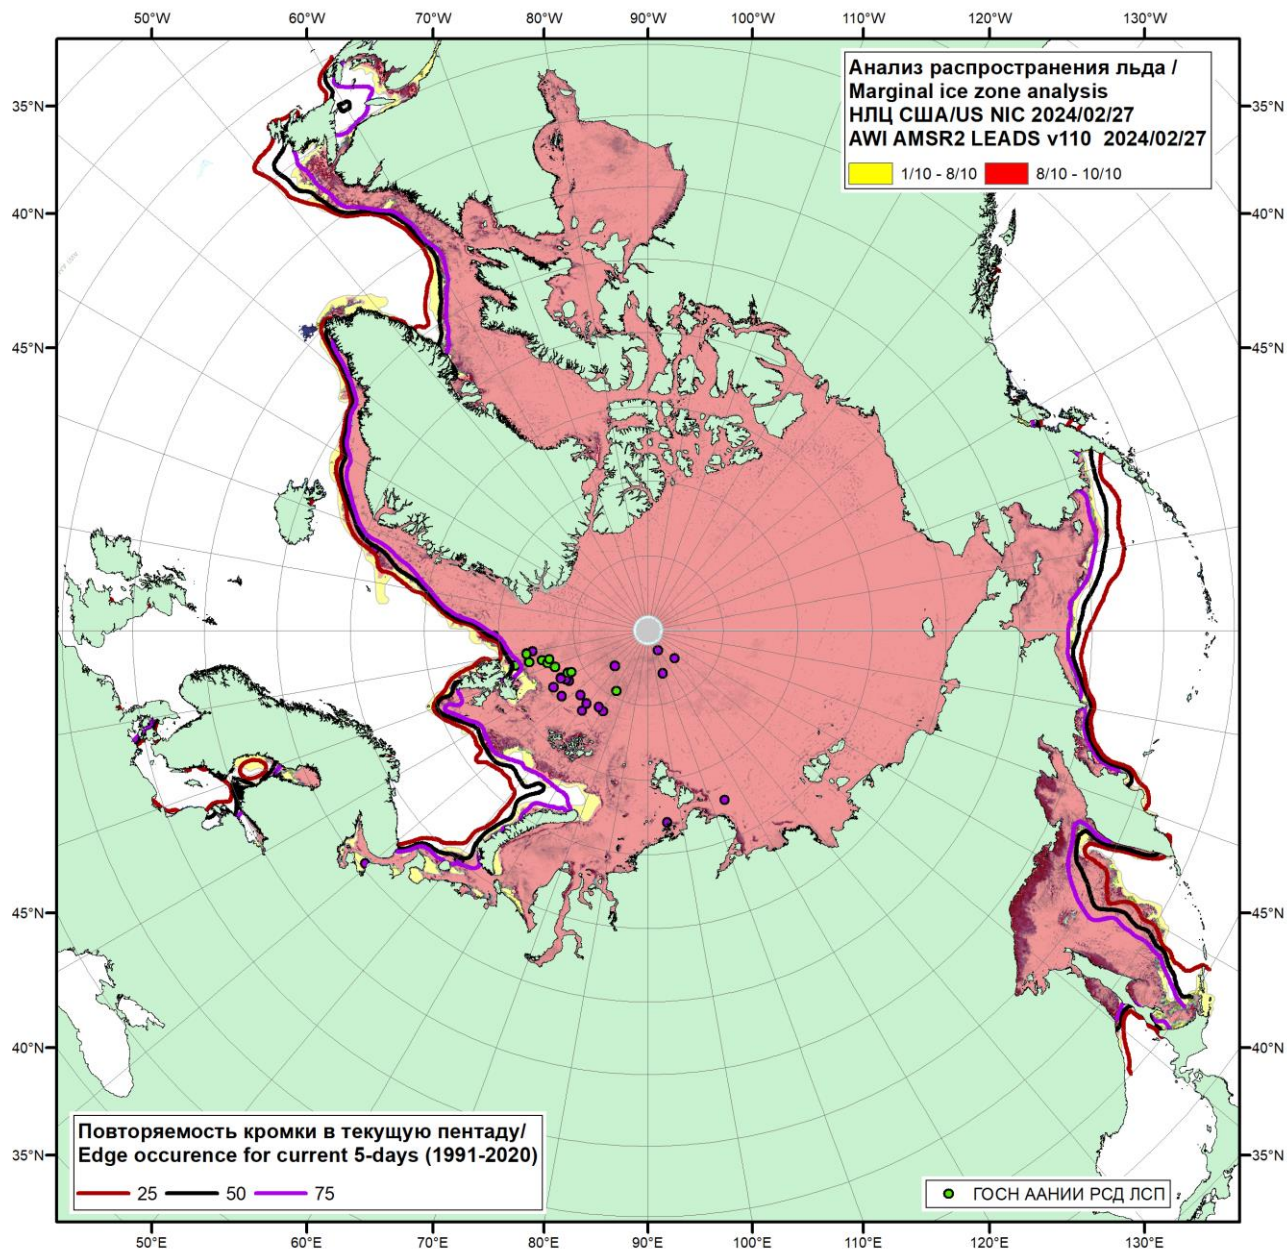 50°W 60°W 70°W 80°W 90°W 100°W 110°W 120°W 130°W
Анализ распространения льда /
Marginal ice zone analysis
НЛЦ США/US NIC 2024/02/27
AWI AMSR2 LEADS v110 2024/02/27
1/10 - 8/10 8/10 - 10/10
35°N 35°N
40°N 40°N
45°N 45°N
45°N 45°N
40°N 40°N
35°N 35°N
Повторяемость кромки в текущую пентаду/
Edge occurence for current 5-days (1991-2020)
25 50 75
ГОСН ААНИИ РСД ЛСП
50°E 60°E 70°E 80°E 90°E 100°E 110°E 120°E 130°E